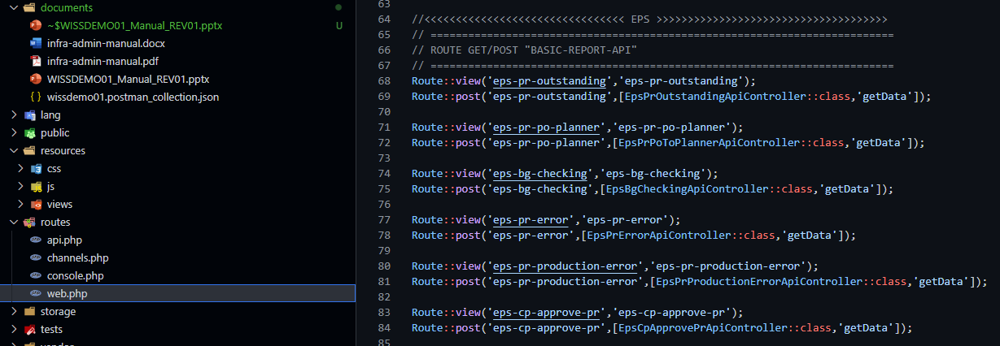 documents
~$WISSDEMO01_Manual_REV01.pptx U
infra-admin-manual.docx
infra-admin-manual.pdf
WISSDEMO01_Manual_REV01.pptx
{ } wissdemo01.postman_collection.json
lang
public
resources
css
js
views
routes
api.php
channels.php
console.php
web.php
storage
tests
63
64 //<<<<<<<<<<<<<<<<<<<<<<<<<<<<<<<< EPS >>>>>>>>>>>>>>>>>>>>>>>>>>>>>>>>>>>>>
65 // ==========================================================================
66 // ROUTE GET/POST "BASIC-REPORT-API"
67 // ==========================================================================
68 Route::view('eps-pr-outstanding','eps-pr-outstanding');
69 Route::post('eps-pr-outstanding',[EpsPrOutstandingApiController::class,'getData']);
70
71 Route::view('eps-pr-po-planner','eps-pr-po-planner');
72 Route::post('eps-pr-po-planner',[EpsPrPoToPlannerApiController::class,'getData']);
73
74 Route::view('eps-bg-checking','eps-bg-checking');
75 Route::post('eps-bg-checking',[EpsBgCheckingApiController::class,'getData']);
76
77 Route::view('eps-pr-error','eps-pr-error');
78 Route::post('eps-pr-error',[EpsPrErrorApiController::class,'getData']);
79
80 Route::view('eps-pr-production-error','eps-pr-production-error');
81 Route::post('eps-pr-production-error',[EpsPrProductionErrorApiController::class,'getData']);
82
83 Route::view('eps-cp-approve-pr','eps-cp-approve-pr');
84 Route::post('eps-cp-approve-pr',[EpsCpApprovePrApiController::class,'getData']);
85